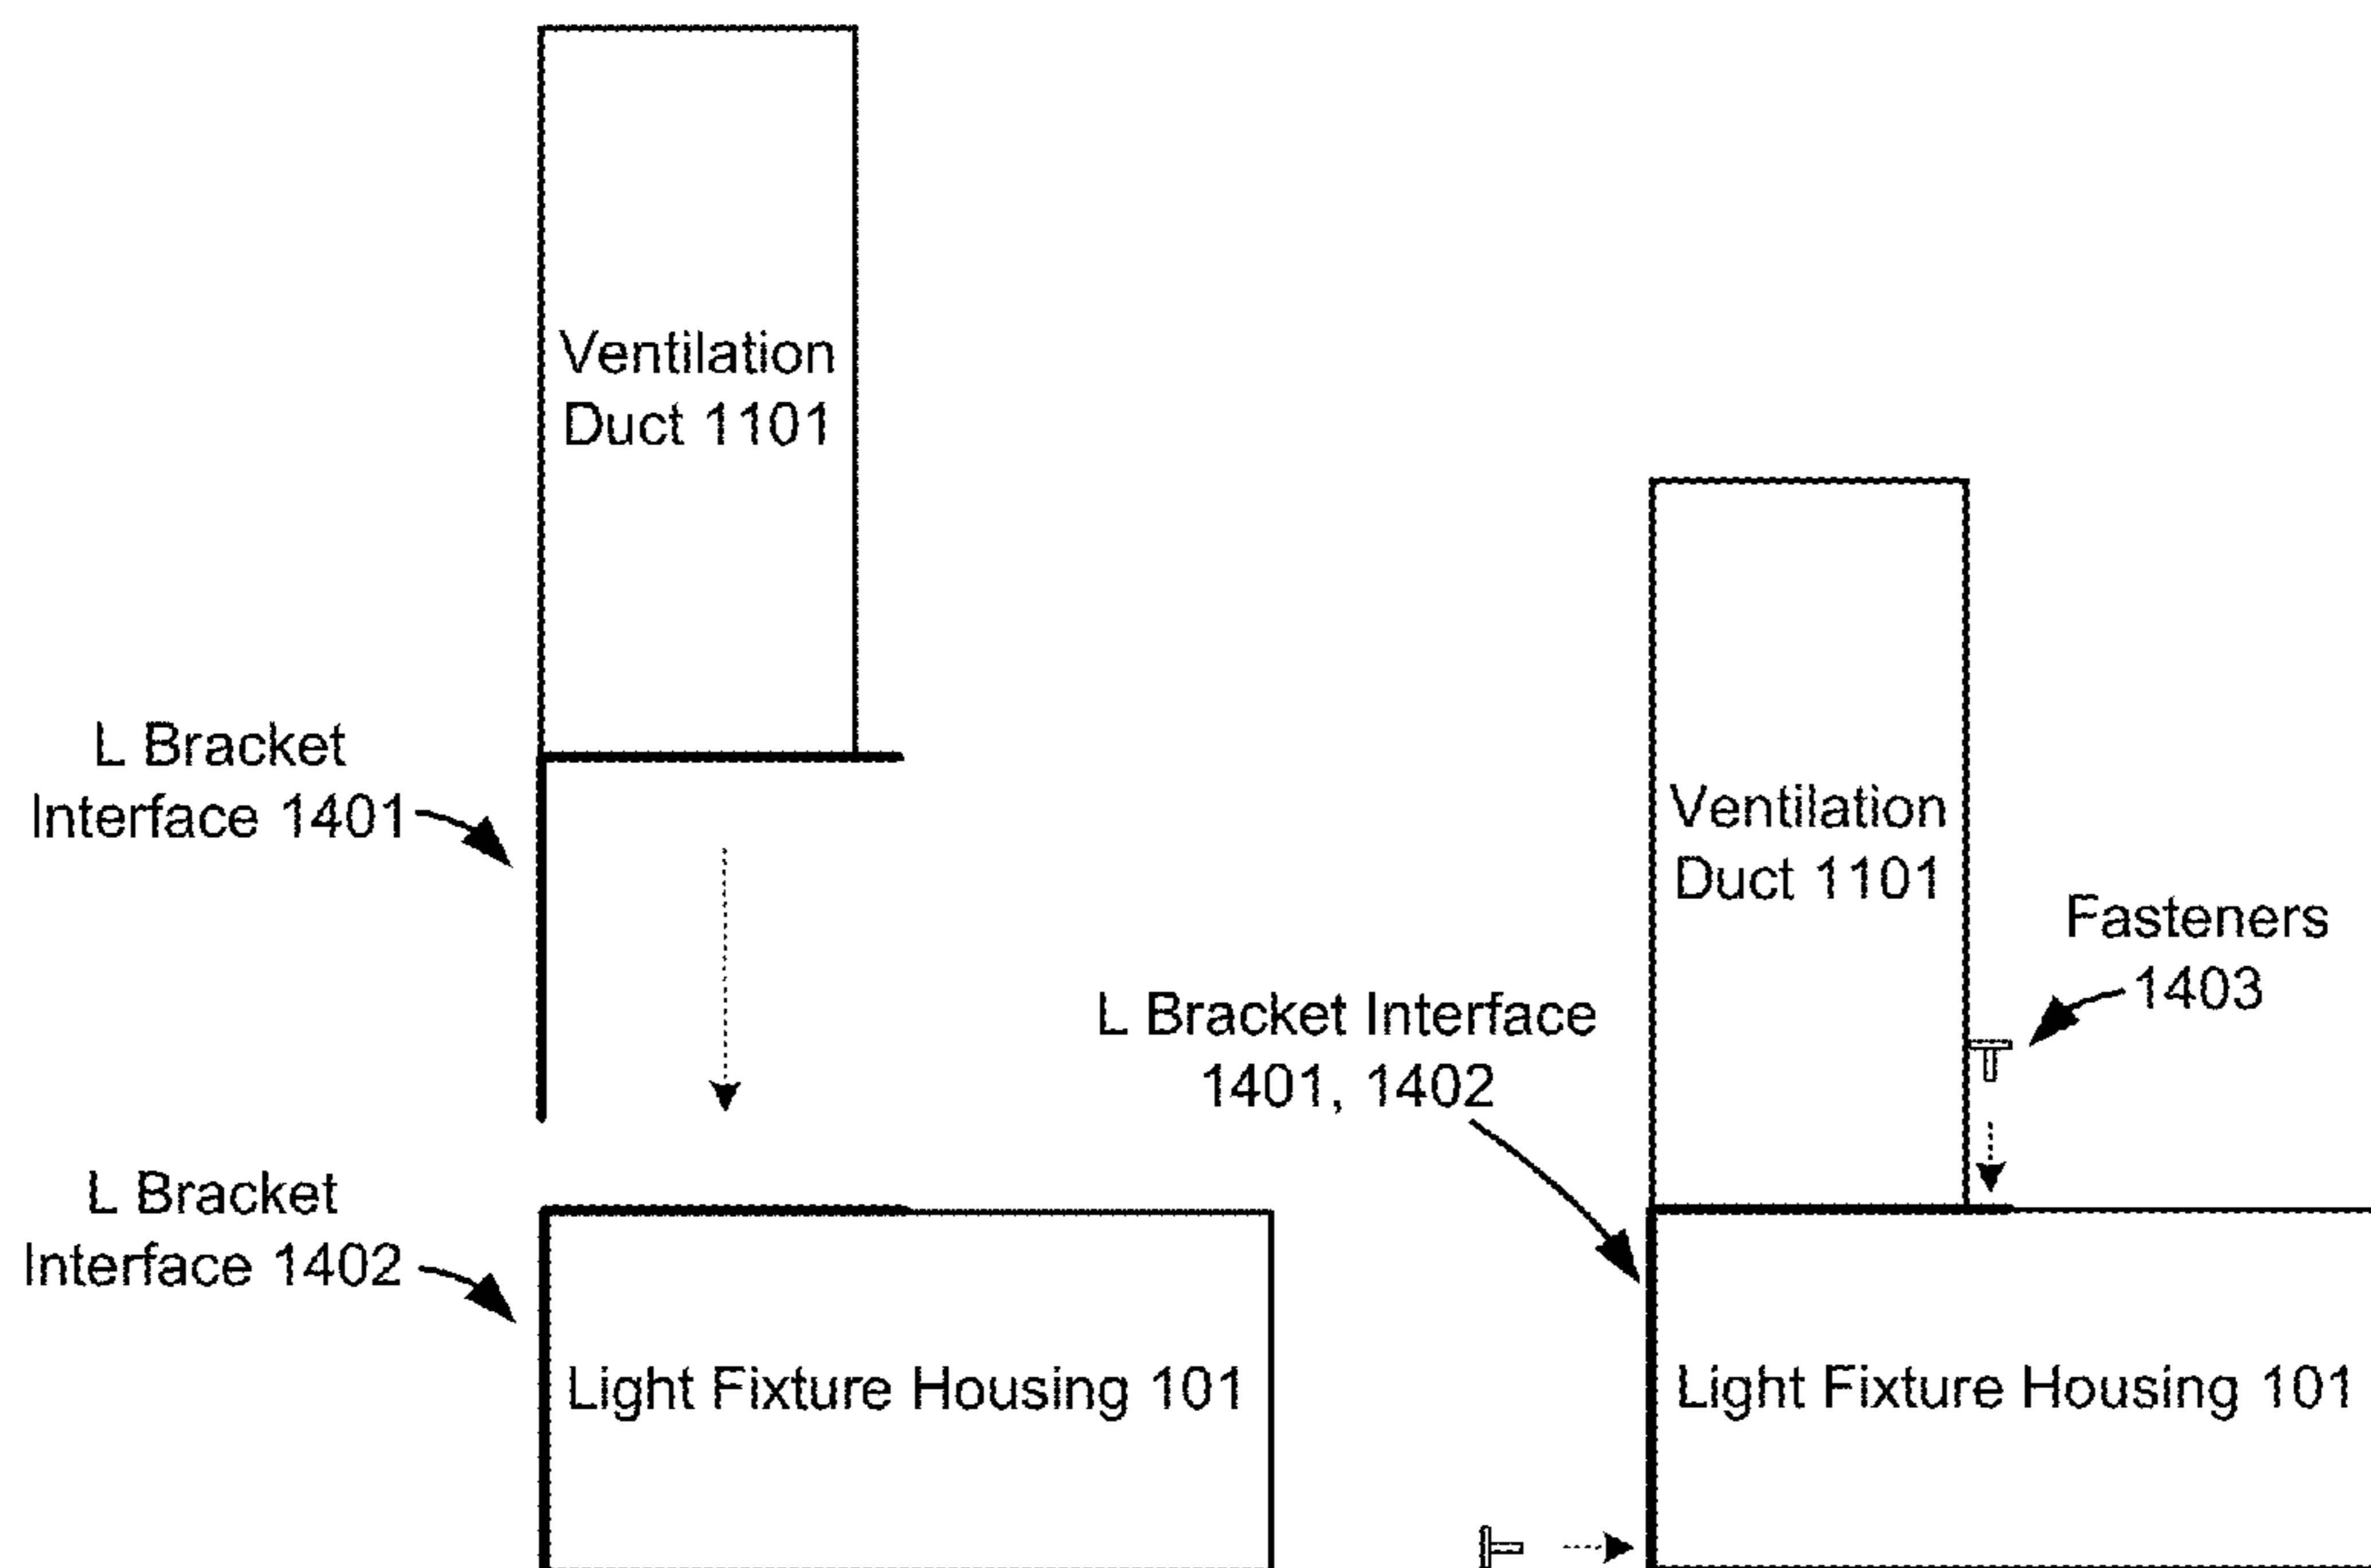 Ventilation
Duct 1101
L Bracket
Interface 1401
L Bracket
Interface 1402
Light Fixture Housing 101
Ventilation
Duct 1101
Fasteners
1403
L Bracket Interface
1401, 1402
Light Fixture Housing 101